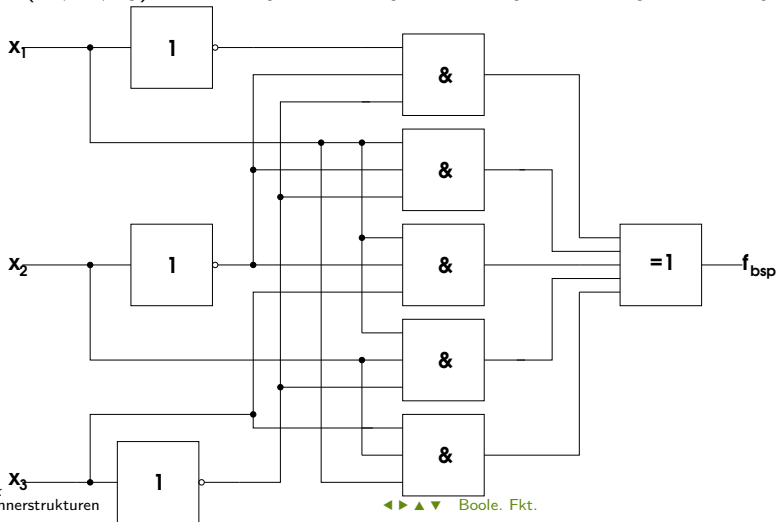 x1
1
&
&
x2
1
&
=1
fbsp
&
&
x3
1
nnerstrukturen
Boole. Fkt.